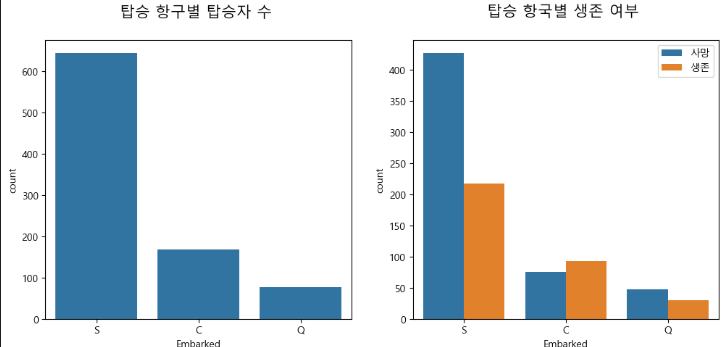 탑승 항구별 탑승자 수
600
500
400
300
200
100
0
count
S
C
Q
Embarked
탑승 항국별 생존 여부
사망
생존
400
350
300
250
200
150
100
50
0
count
S
C
Q
Embarked